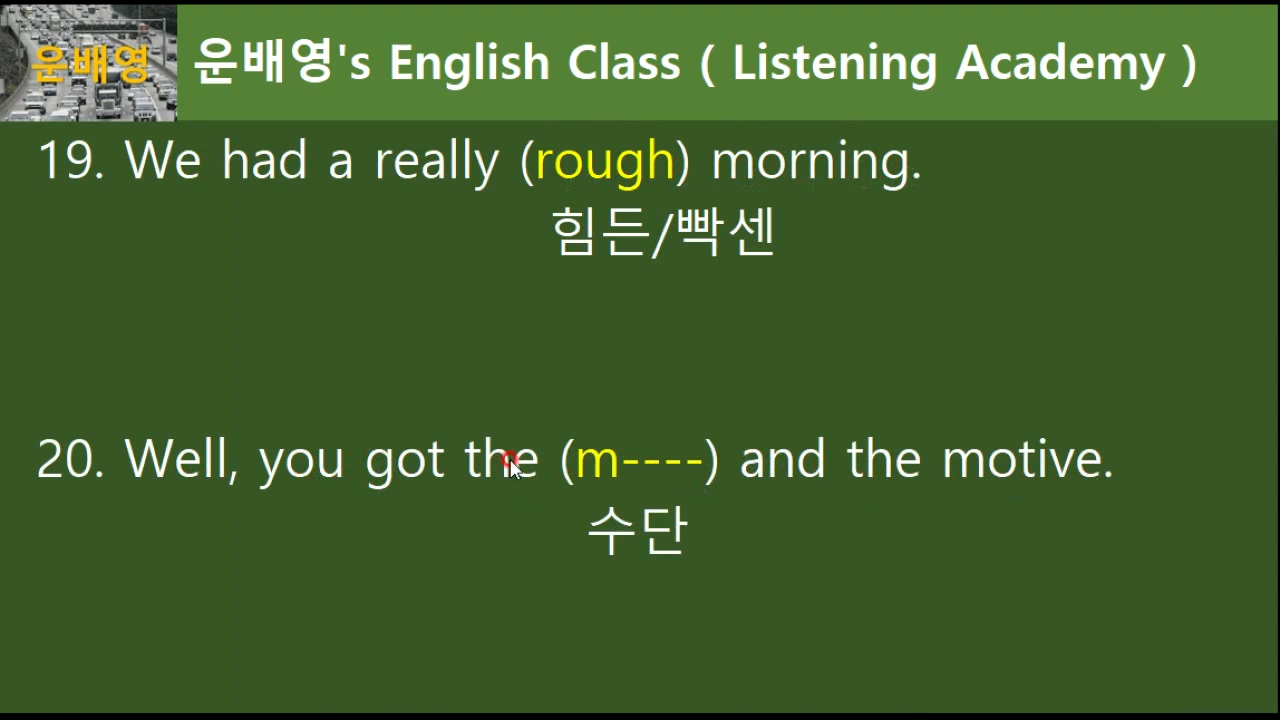 운배영
운배영's English Class ( Listening Academy )
19. We had a really (rough) morning.
힘든/빡센
20. Well, you got the (m----) and the motive.
수단